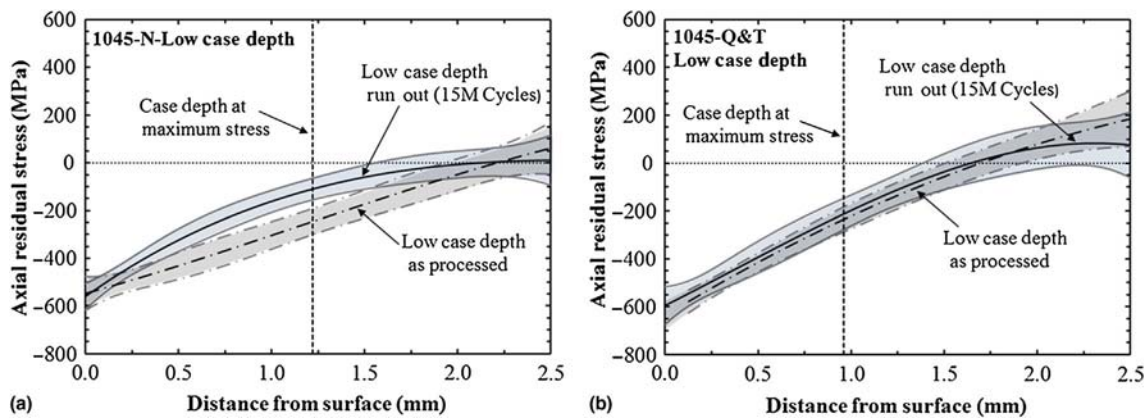 600
400
200
0
−200
−400
−600
−800
Axial residual stress (MPa)
1045-N-Low case depth
Low case depth
run out (15M Cycles)
Case depth at
maximum stress
Low case depth
as processed
0.0
0.5
1.0
1.5
2.0
2.5
(a)
Distance from surface (mm)
600
400
200
0
−200
−400
−600
−800
Axial residual stress (MPa)
1045-Q&T
Low case depth
Low case depth
run out (15M Cycles)
Case depth at
maximum stress
Low case depth
as processed
0.0
0.5
1.0
1.5
2.0
2.5
(b)
Distance from surface (mm)